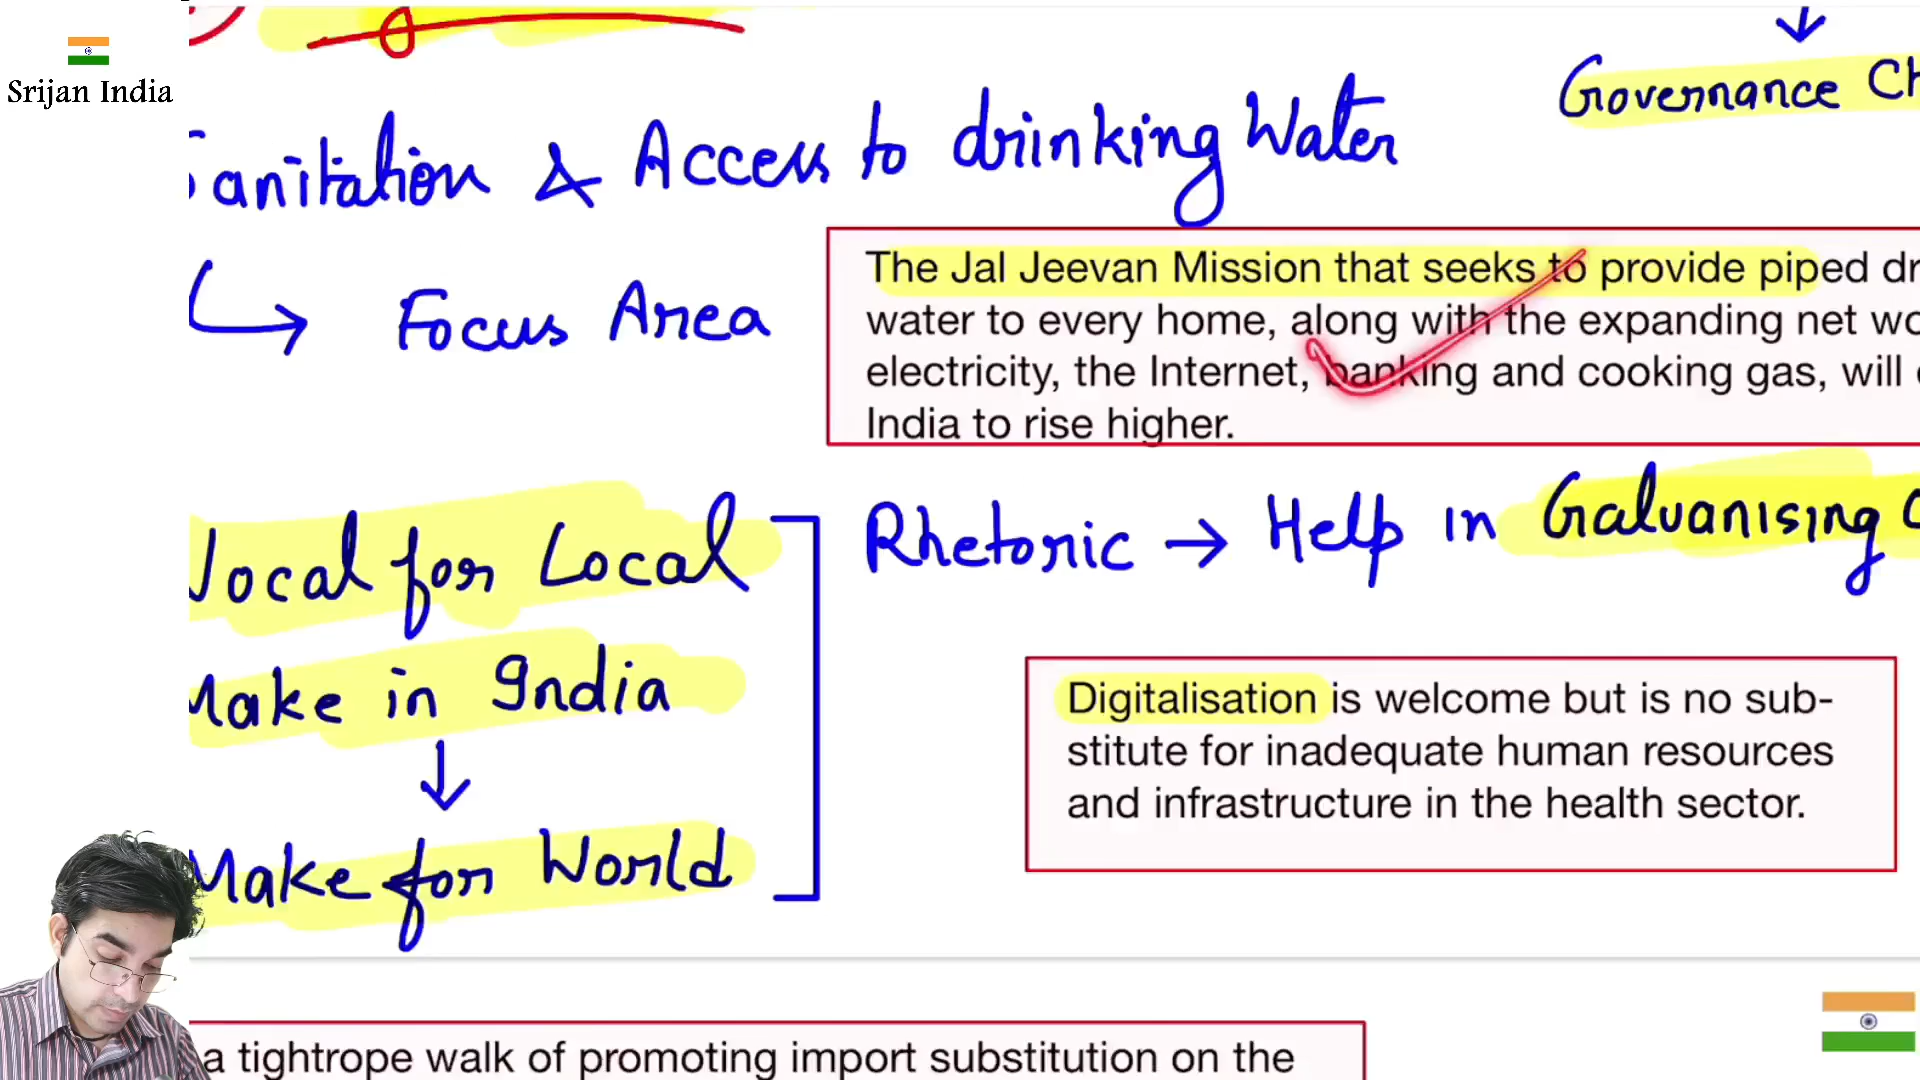 Srijan India
Governance
Sanitation & Access to drinking Water
Focus Area
The Jal Jeevan Mission that seeks to provide piped
water to every home, along with the expanding net
electricity, the Internet, banking and cooking gas, will
India to rise higher.
Vocal for Local
Rhetoric → Help in Galvanising
Make in India
Make for World
Digitalisation is welcome but is no sub-
stitute for inadequate human resources
and infrastructure in the health sector.
a tightrope walk of promoting import substitution on the